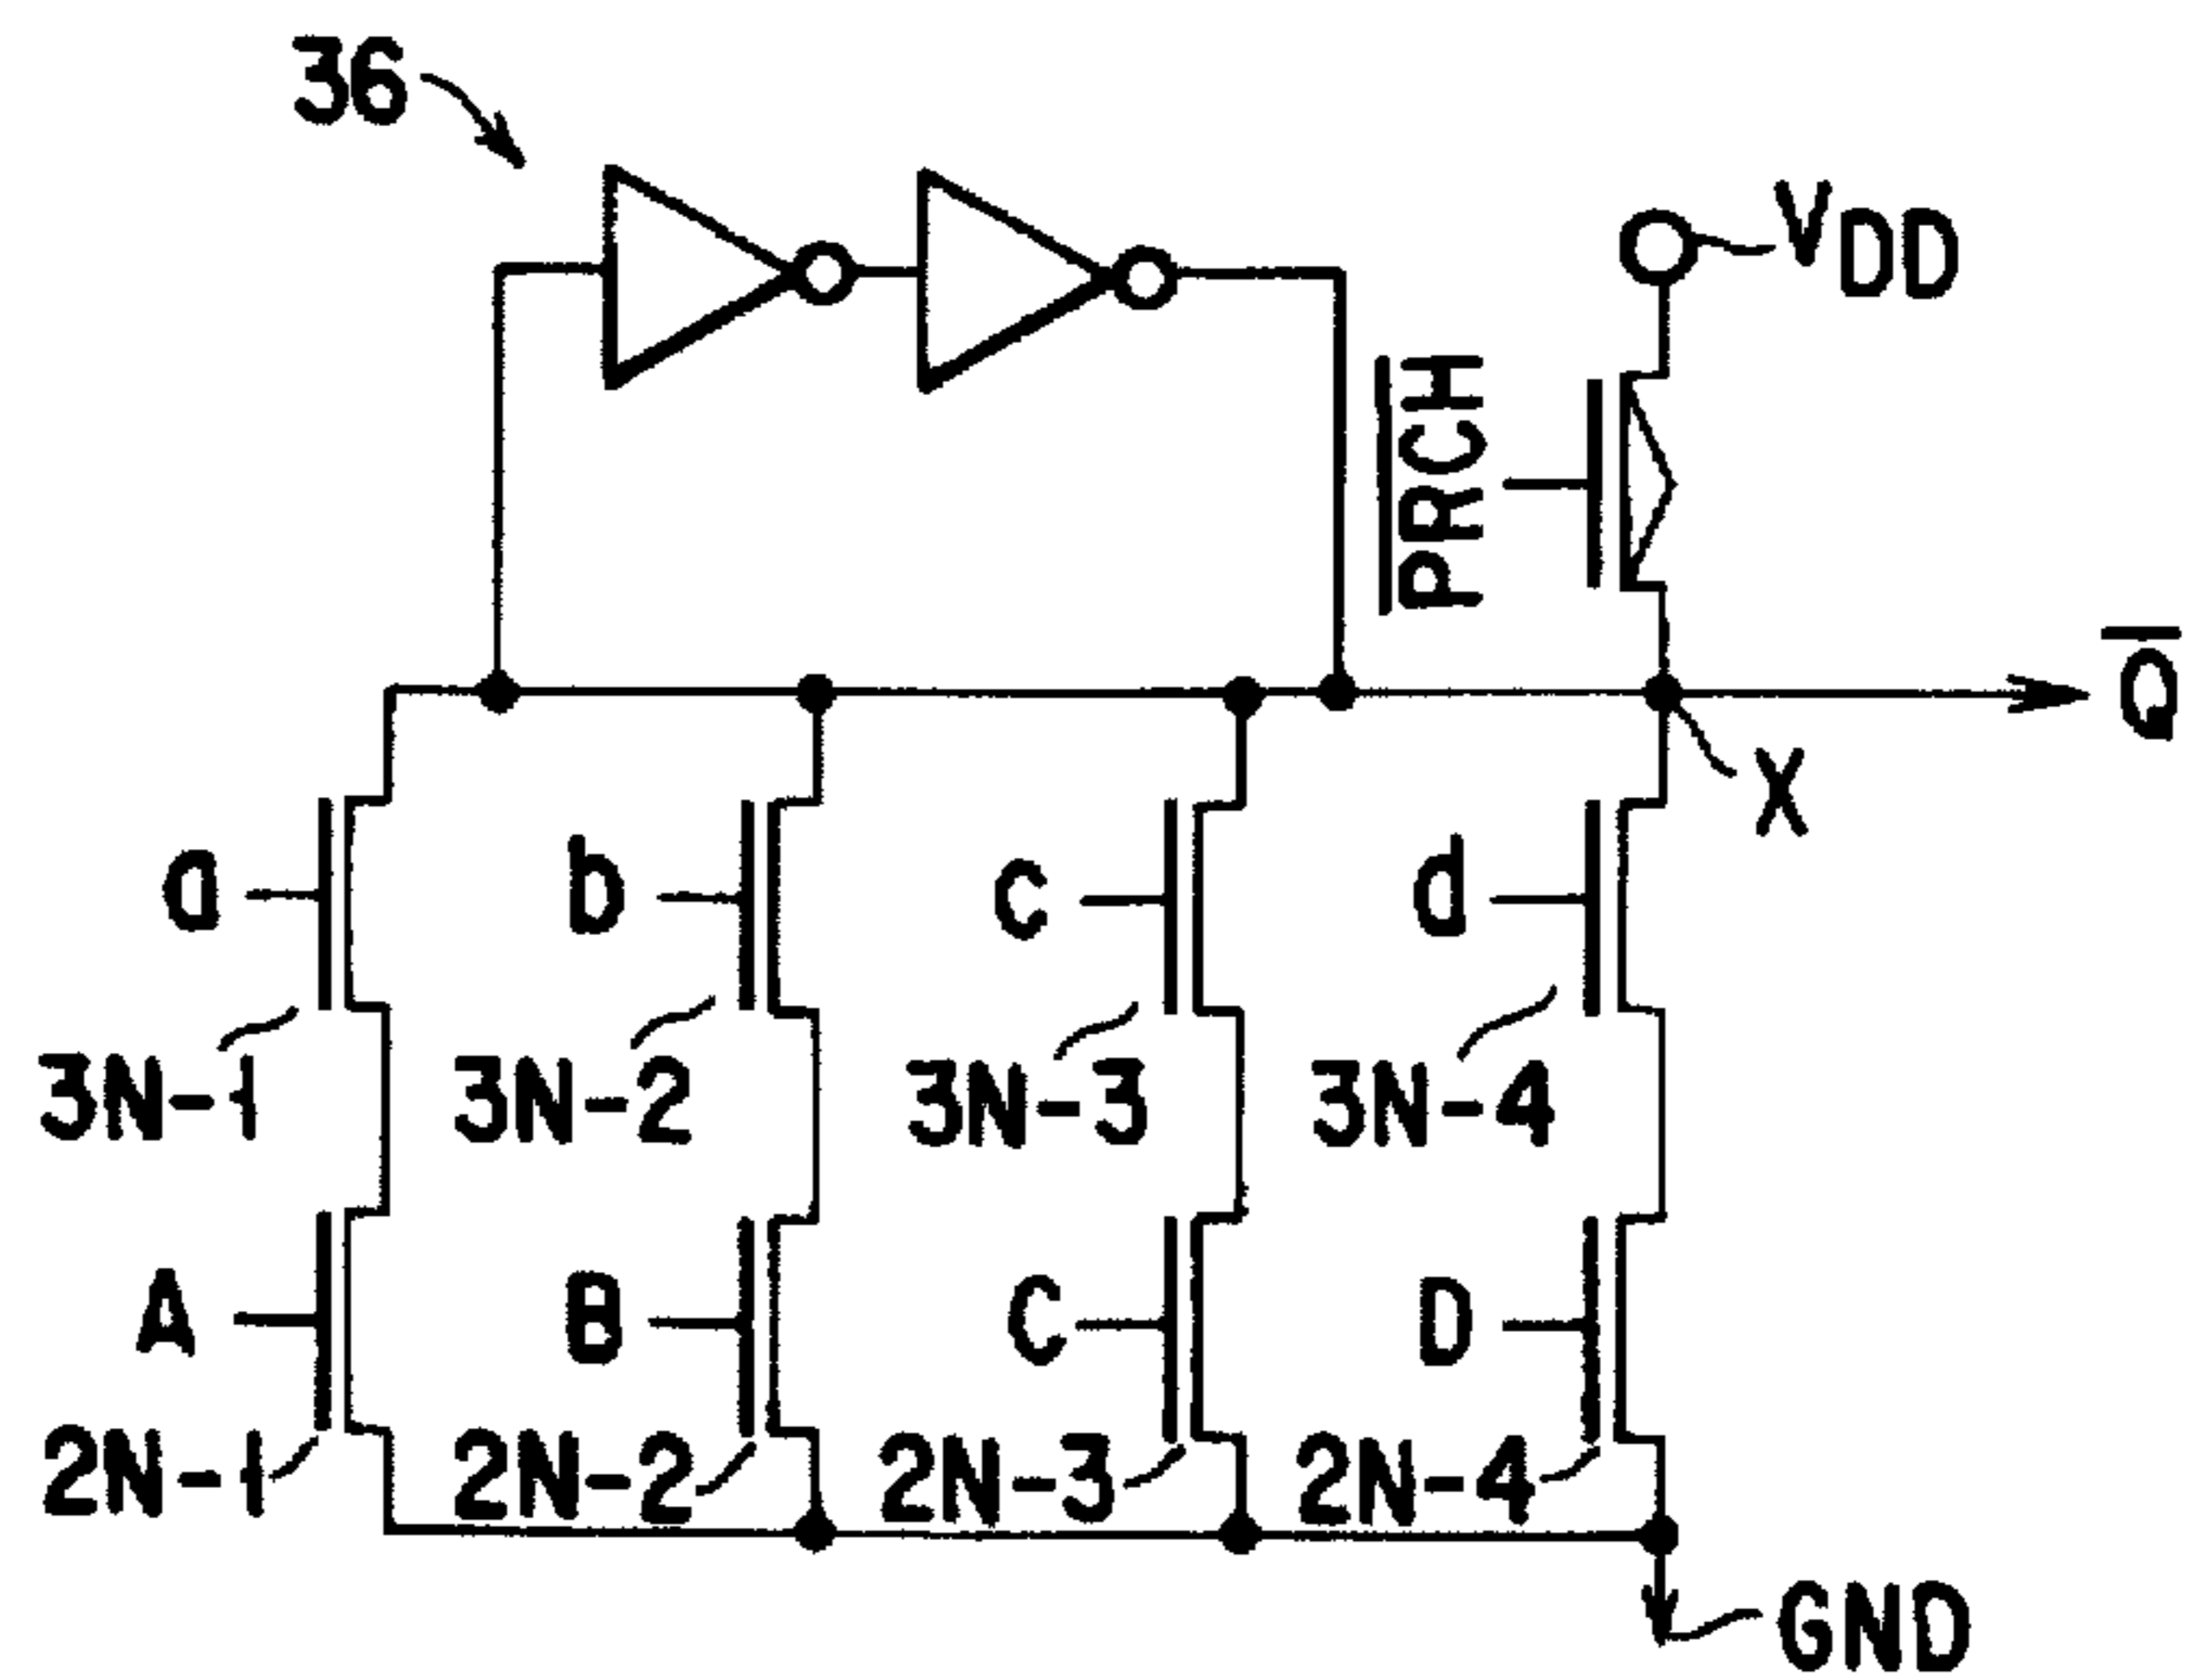 36
VDD
PRCH
Q
X
a
b
c
d
3N-1
3N-2
3N-3
3N-4
A
B
C
D
2N-1
2N-2
2N-3
2N-4
GND